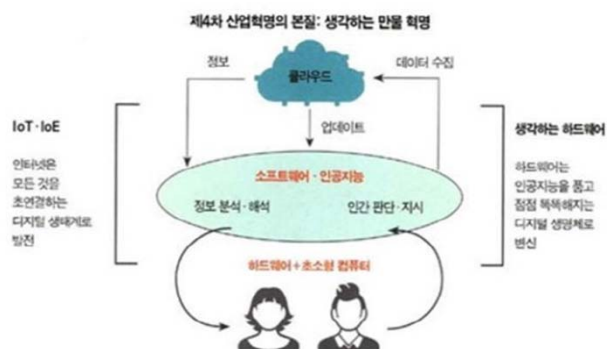 제4차 산업혁명의 본질: 생각하는 만물 혁명
정보
클라우드
데이터 수집
업데이트
IoT·IoE
인터넷은
모든 것을
초연결하는
디지털 생태계로
발전
소프트웨어·인공지능
정보 분석·해석
인간 판단·지시
하드웨어+초소형 컴퓨터
생각하는 하드웨어
하드웨어는
인공지능을 품고
점점 똑똑해지는
디지털 생명체로
변신